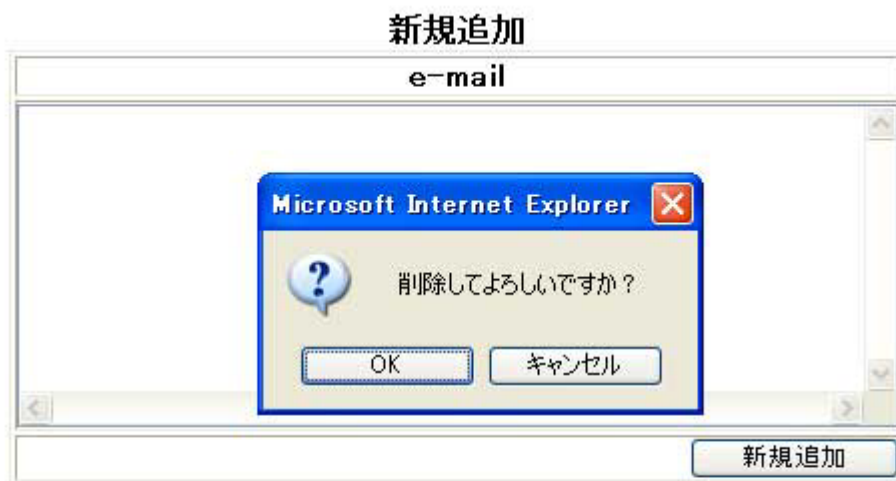 新規追加
e-mail
Microsoft Internet Explorer
削除してよろしいですか？
OK キャンセル
新規追加